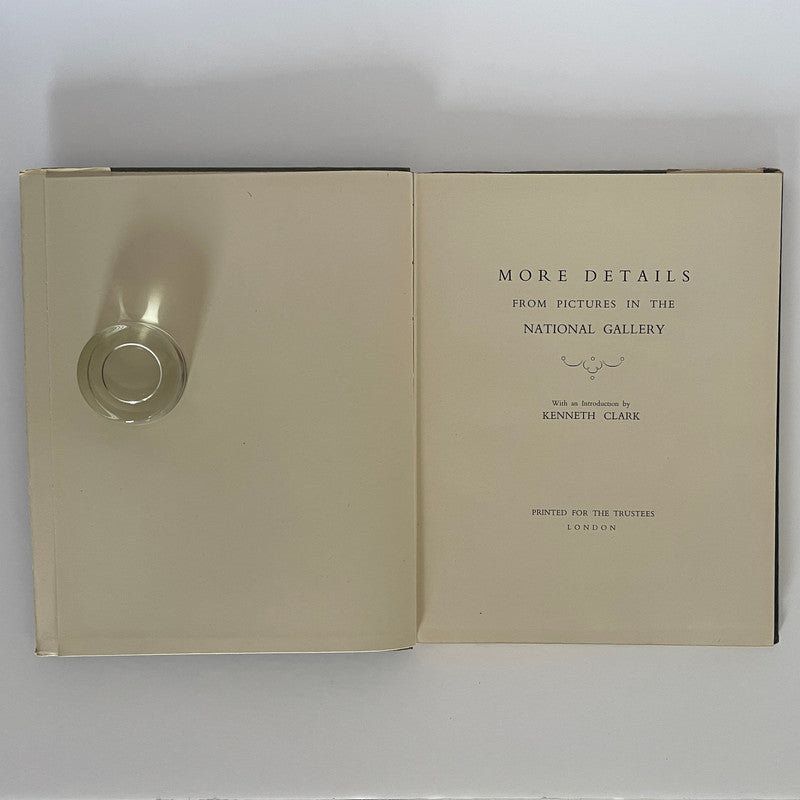 MORE DETAILS
FROM PICTURES IN THE
NATIONAL GALLERY
With an Introduction by
KENNETH CLARK
PRINTED FOR THE TRUSTEES
LONDON